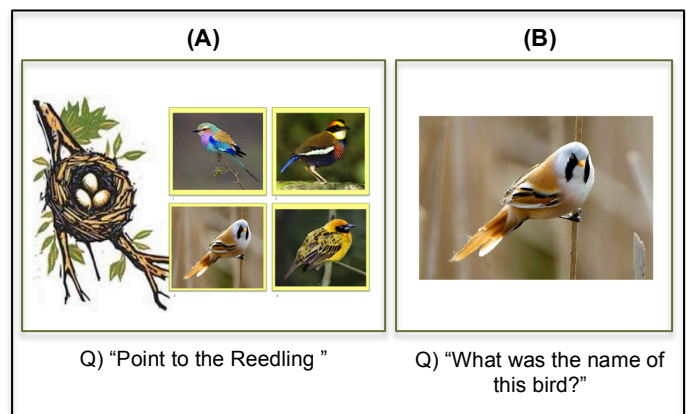 (A)
(B)
Q) “Point to the Reedling ”
Q) “What was the name of
this bird?”